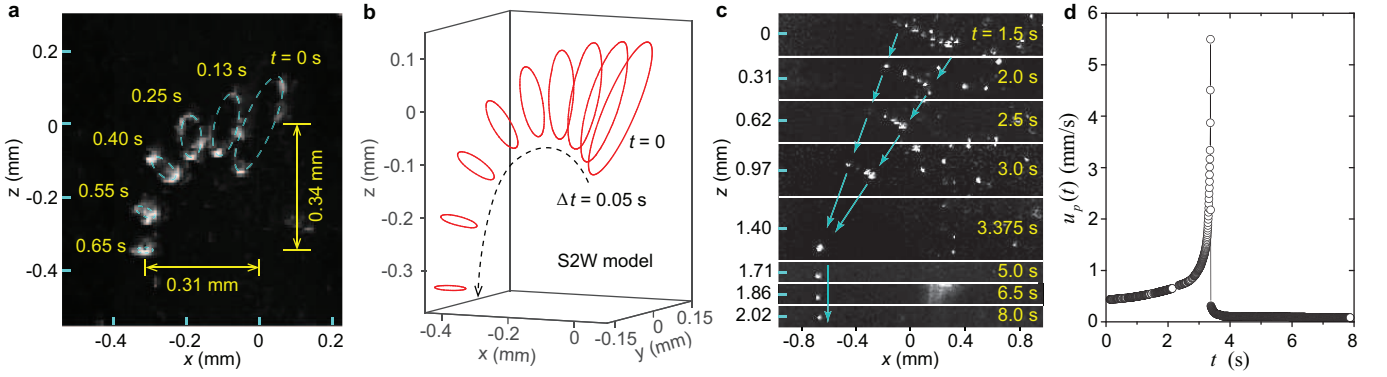 a
0.2
0
-0.2
-0.4
z (mm)
-0.4
-0.2
0
0.2
x (mm)
t = 0 s
0.13 s
0.25 s
0.40 s
0.55 s
0.65 s
0.34 mm
0.31 mm
b
0.1
0
-0.1
-0.2
-0.3
z (mm)
-0.4
-0.2
0
x (mm)
-0.15
0
0.15
y (mm)
t = 0
Δt = 0.05 s
S2W model
c
0
0.31
0.62
0.97
1.40
1.71
1.86
2.02
z (mm)
t = 1.5 s
2.0 s
2.5 s
3.0 s
3.375 s
5.0 s
6.5 s
8.0 s
-0.8
-0.4
0
0.4
0.8
x (mm)
d
6
5
4
3
2
1
0
u_p(t) (mm/s)
0
2
4
6
8
t (s)